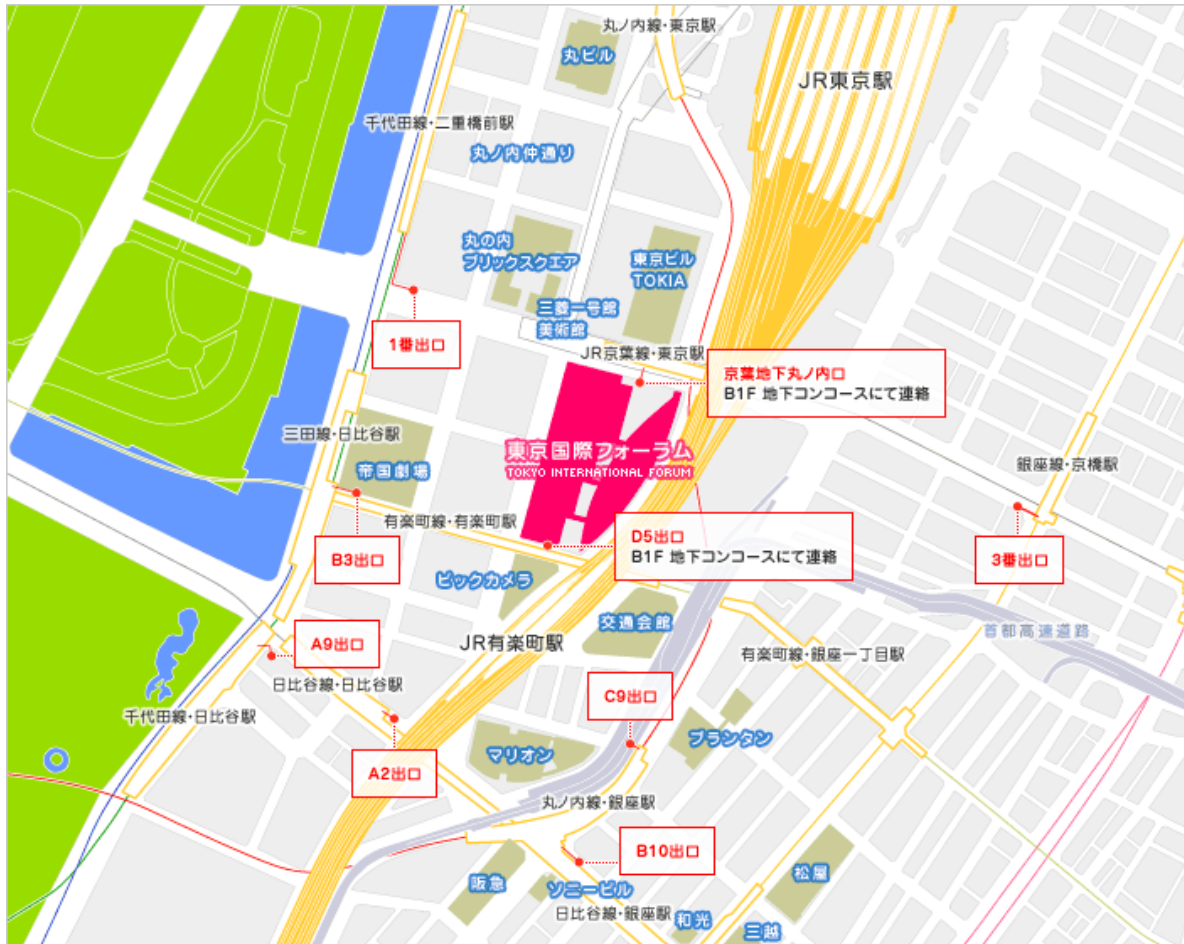 丸ノ内線・東京駅
丸ビル
JR東京駅
千代田線・二重橋前駅
丸ノ内仲通り
丸の内
ブリックスクエア
東京ビル
TOKIA
三菱一号館
美術館
1番出口
JR京葉線・東京駅
京葉地下丸ノ内口
B1F 地下コンコースにて連絡
三田線・日比谷駅
帝国劇場
東京国際フォーラム
TOKYO INTERNATIONAL FORUM
銀座線・京橋駅
有楽町線・有楽町駅
D5出口
B1F 地下コンコースにて連絡
B3出口
3番出口
ビックカメラ
交通会館
首都高速道路
JR有楽町駅
A9出口
有楽町線・銀座一丁目駅
日比谷線・日比谷駅
C9出口
千代田線・日比谷駅
プランタン
マリオン
A2出口
丸ノ内線・銀座駅
B10出口
阪急
ソニービル
松屋
日比谷線・銀座駅
和光
三越